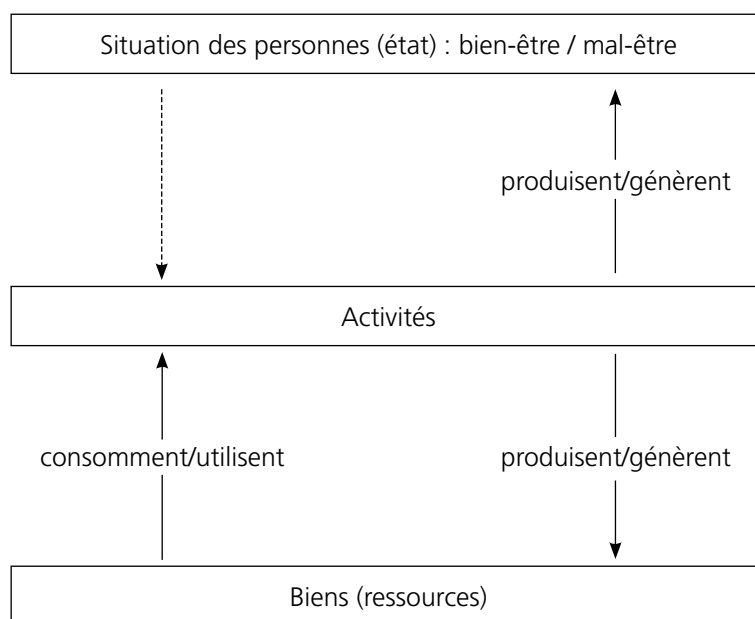 Situation des personnes (état) : bien-être / mal-être
produisent/génèrent
Activités
consomment/utilisent
produisent/génèrent
Biens (ressources)